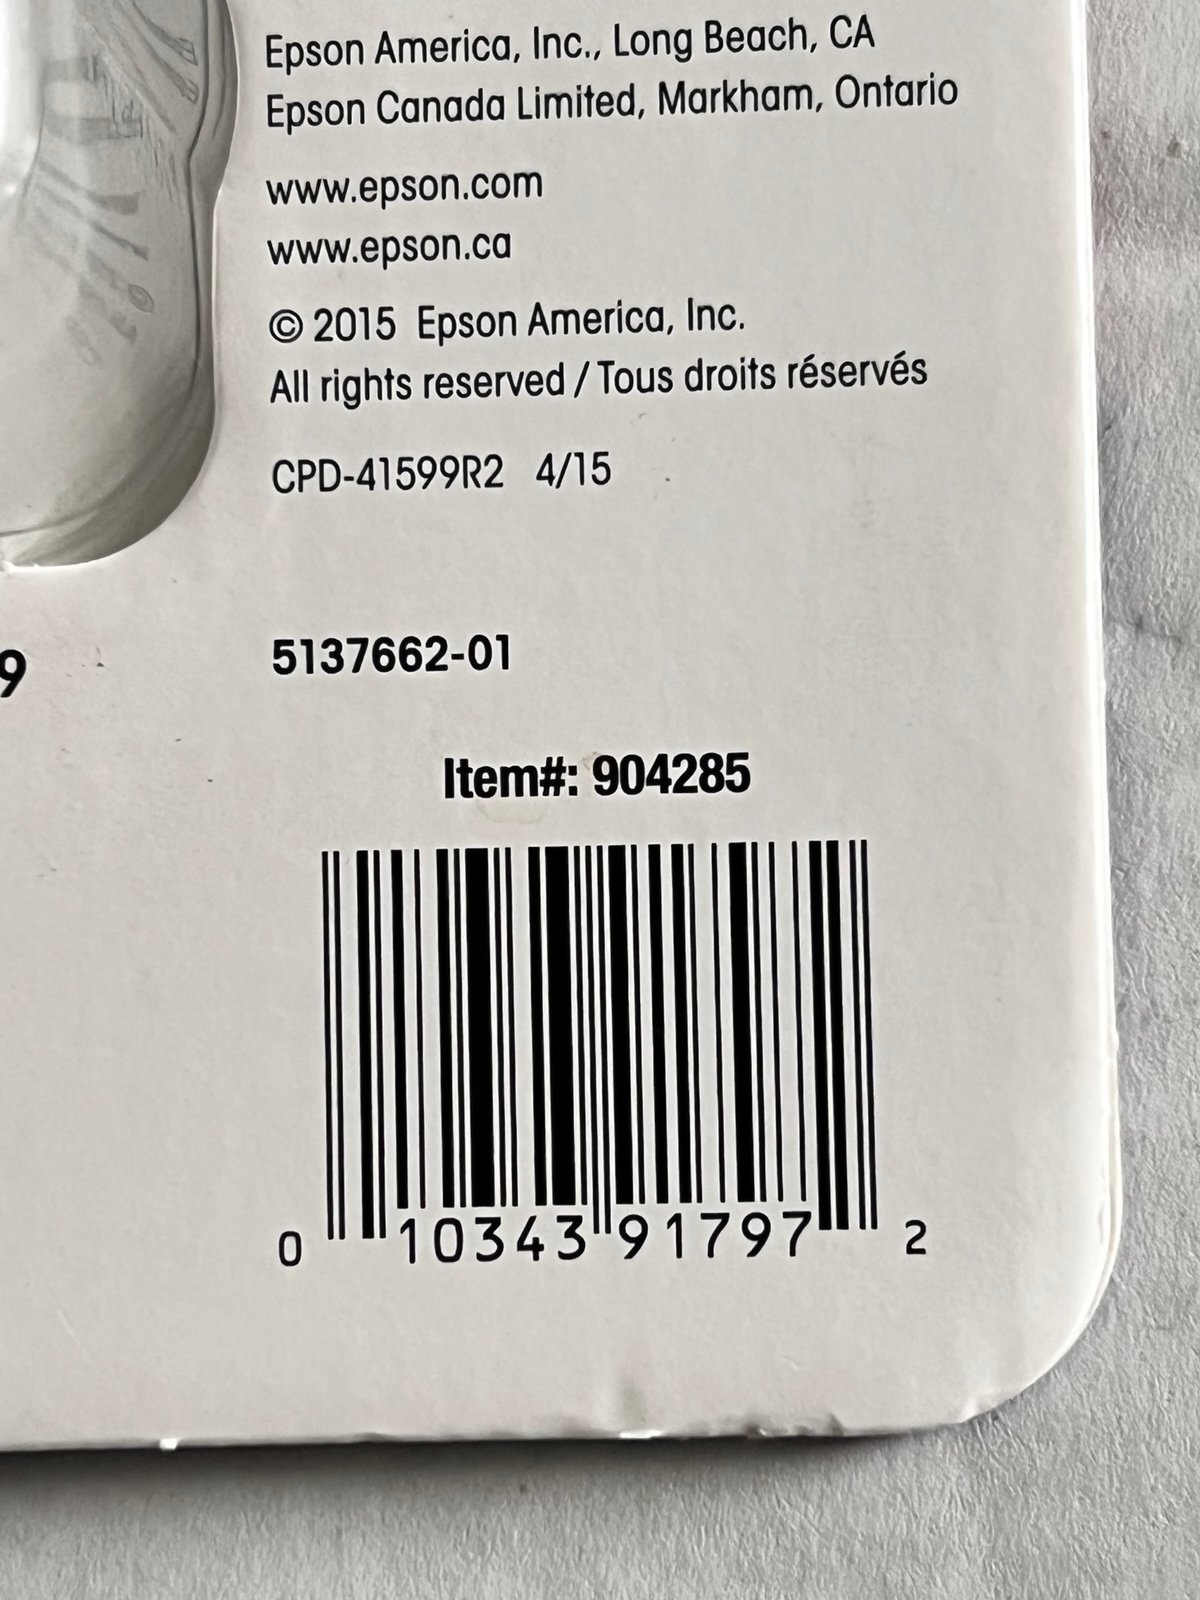 Epson America, Inc., Long Beach, CA
Epson Canada Limited, Markham, Ontario
www.epson.com
www.epson.ca
© 2015 Epson America, Inc.
All rights reserved / Tous droits réservés
CPD-41599R2 4/15
9
5137662-01
Item#: 904285
0 10343 91797 2